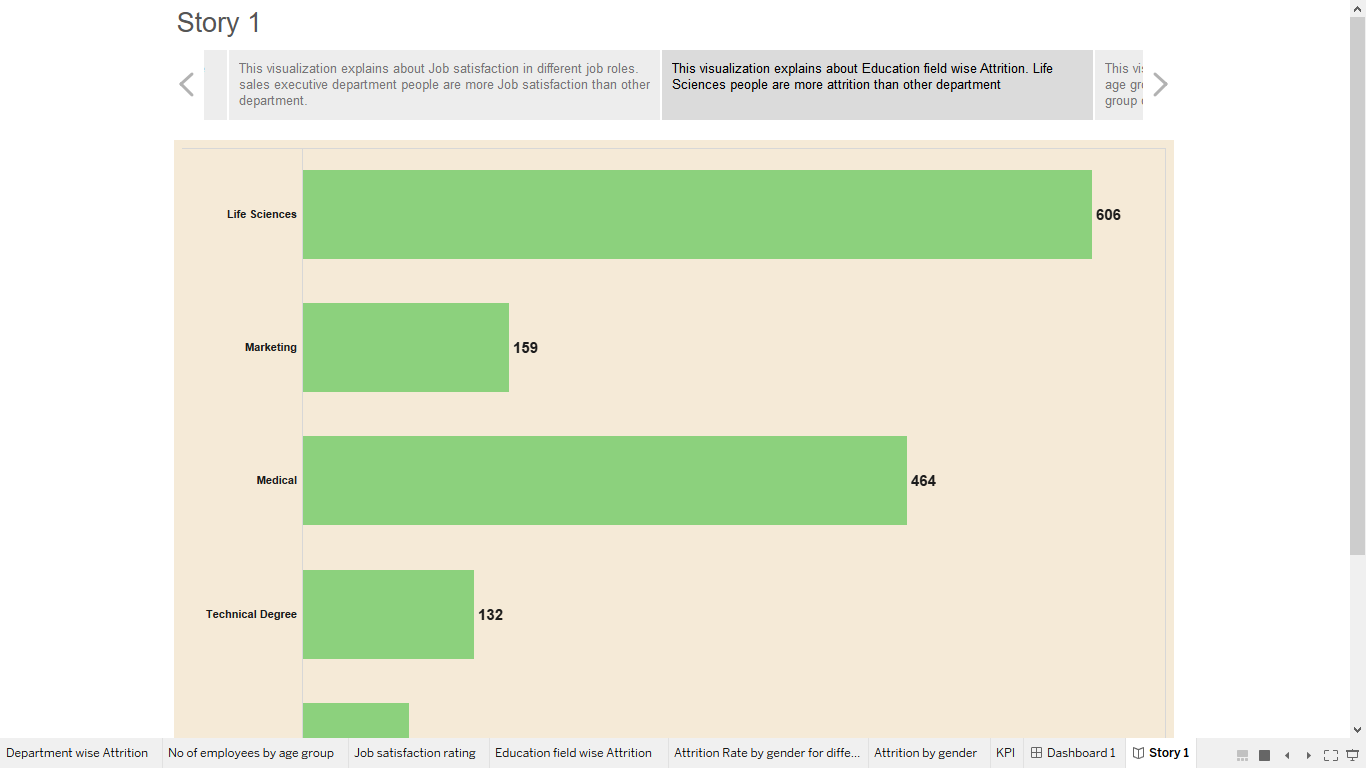 Story 1
This visualization explains about Job satisfaction in different job roles.
sales executive department people are more Job satisfaction than other
department.
This visualization explains about Education field wise Attrition. Life
Sciences people are more attrition than other department
This
age
group
Life Sciences 606
Marketing 159
Medical 464
Technical Degree 132
Department wise Attrition
No of employees by age group
Job satisfaction rating
Education field wise Attrition
Attrition Rate by gender for diffe...
Attrition by gender
KPI
Dashboard 1
Story 1